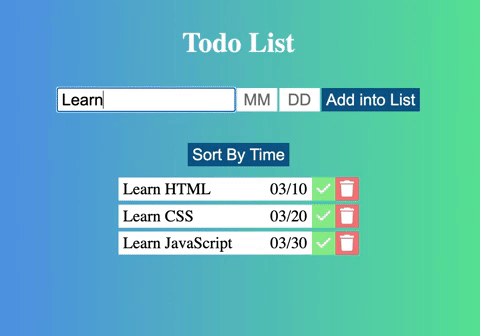 Todo List
Learn MM DD Add into List
Sort By Time
Learn HTML 03/10
Learn CSS 03/20
Learn JavaScript 03/30